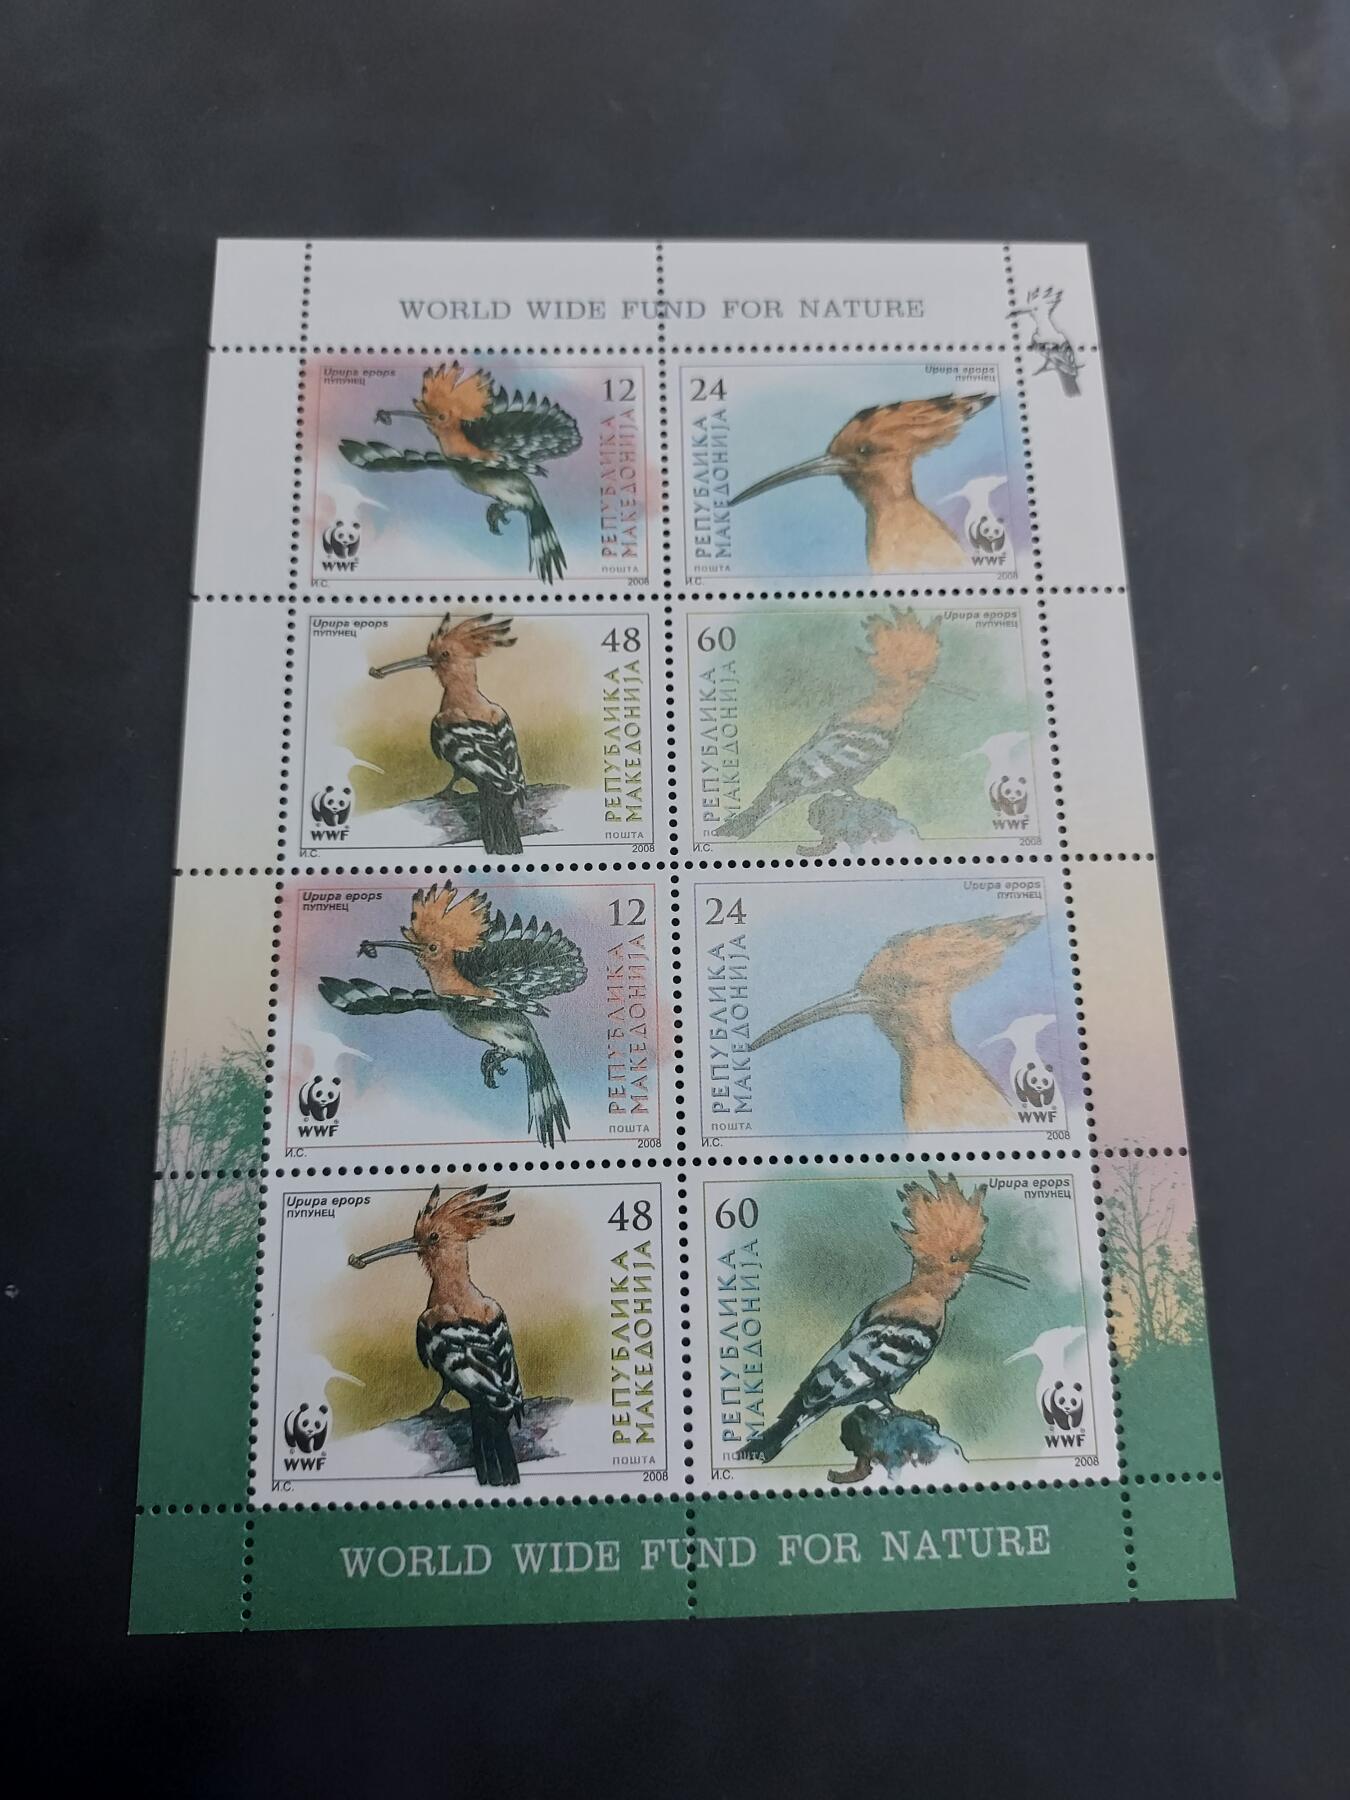 WORLD WIDE FUND FOR NATURE
Upupa epops
ПУПУНЕЦ
12
РЕПУБЛИКА
МАКЕДОНИЈА
ПОШТА
WWF
И.С.
2008
Upupa epops
ПУПУНЕЦ
24
РЕПУБЛИКА
МАКЕДОНИЈА
ПОШТА
WWF
И.С.
2008
Upupa epops
ПУПУНЕЦ
48
РЕПУБЛИКА
МАКЕДОНИЈА
ПОШТА
WWF
И.С.
2008
Upupa epops
ПУПУНЕЦ
60
РЕПУБЛИКА
МАКЕДОНИЈА
WWF
И.С.
2008
Upupa epops
ПУПУНЕЦ
12
РЕПУБЛИКА
МАКЕДОНИЈА
ПОШТА
WWF
И.С.
2008
Upupa epops
ПУПУНЕЦ
24
РЕПУБЛИКА
МАКЕДОНИЈА
ПОШТА
WWF
И.С.
2008
Upupa epops
ПУПУНЕЦ
48
РЕПУБЛИКА
МАКЕДОНИЈА
ПОШТА
WWF
И.С.
2008
Upupa epops
ПУПУНЕЦ
60
РЕПУБЛИКА
МАКЕДОНИЈА
ПОШТА
WWF
И.С.
2008
WORLD WIDE FUND FOR NATURE